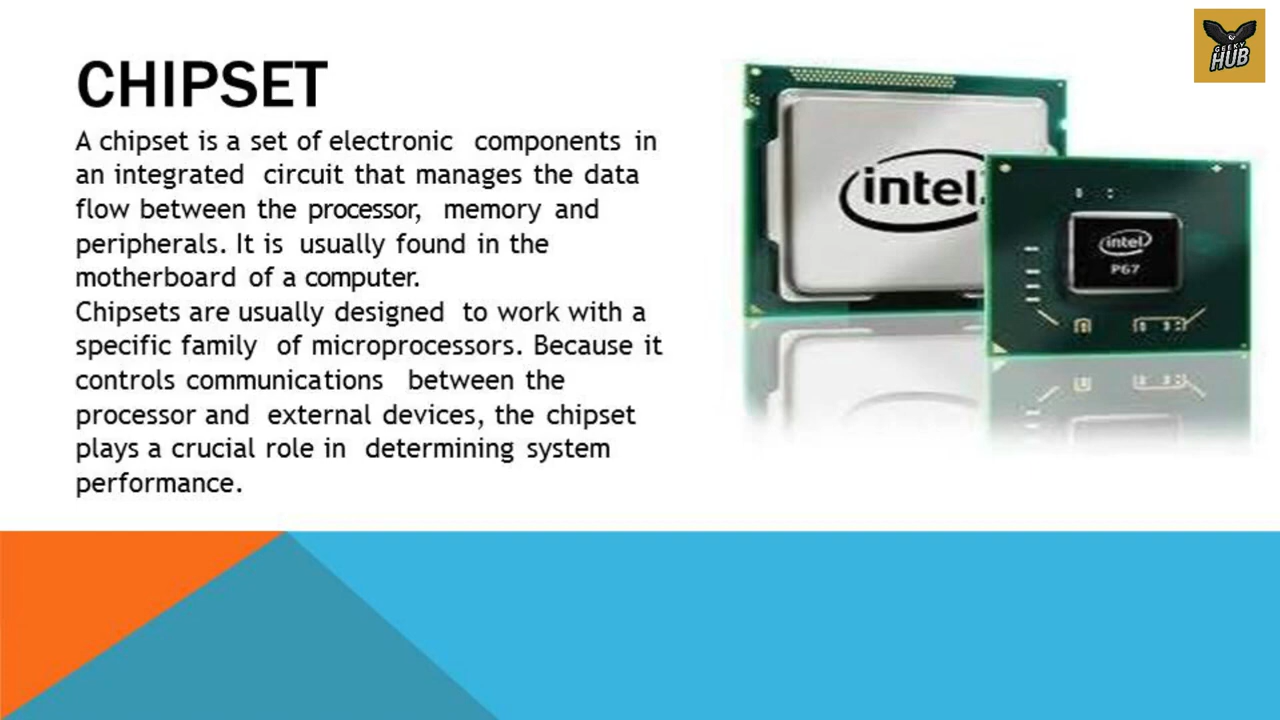 GEEKY
HUB
CHIPSET
A chipset is a set of electronic components in
an integrated circuit that manages the data
flow between the processor, memory and
peripherals. It is usually found in the
motherboard of a computer.
Chipsets are usually designed to work with a
specific family of microprocessors. Because it
controls communications between the
processor and external devices, the chipset
plays a crucial role in determining system
performance.
intel
intel
P67